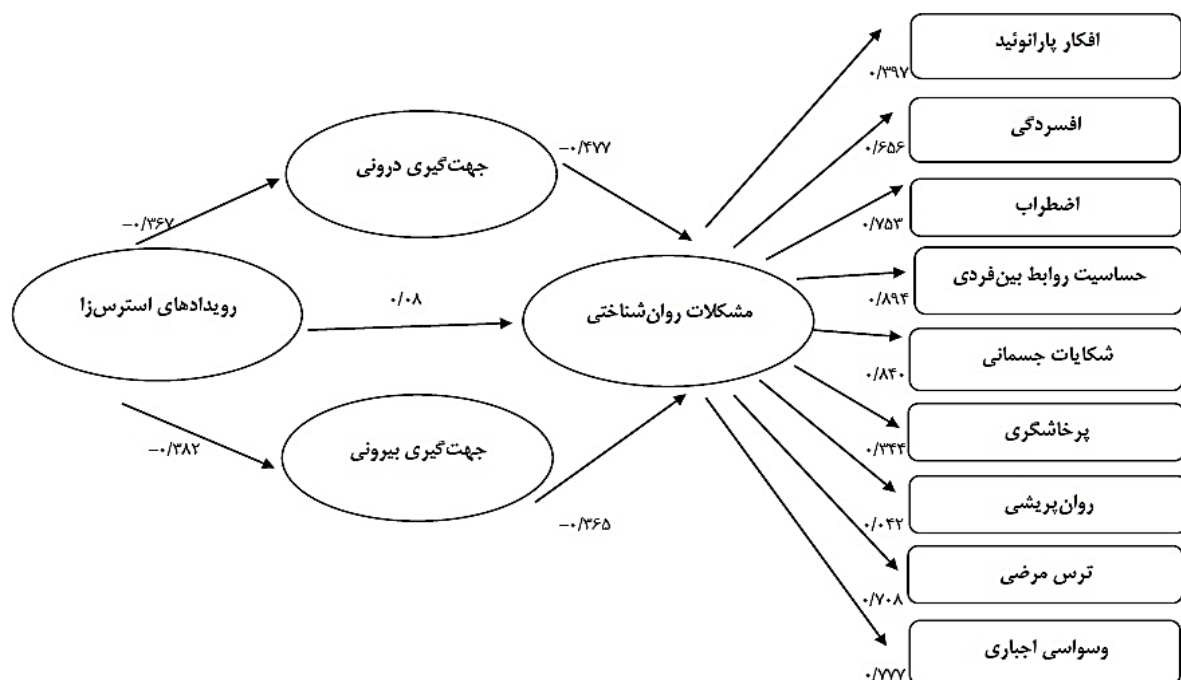 افکار پارانوئید
۰/۳۹۷
افسردگی
۰/۶۵۶
جهت‌گیری درونی
−۰/۴۷۷
اضطراب
۰/۷۵۳
−۰/۳۶۷
حساسیت روابط بین‌فردی
۰/۸۹۴
رویدادهای استرس‌زا
۰/۰۸
مشکلات روان‌شناختی
شکایات جسمانی
۰/۸۴۰
−۰/۳۸۲
جهت‌گیری بیرونی
−۰/۳۶۵
پرخاشگری
۰/۳۴۴
روان‌پریشی
۰/۰۴۲
ترس مرضی
۰/۷۰۸
وسواسی اجباری
۰/۷۷۷